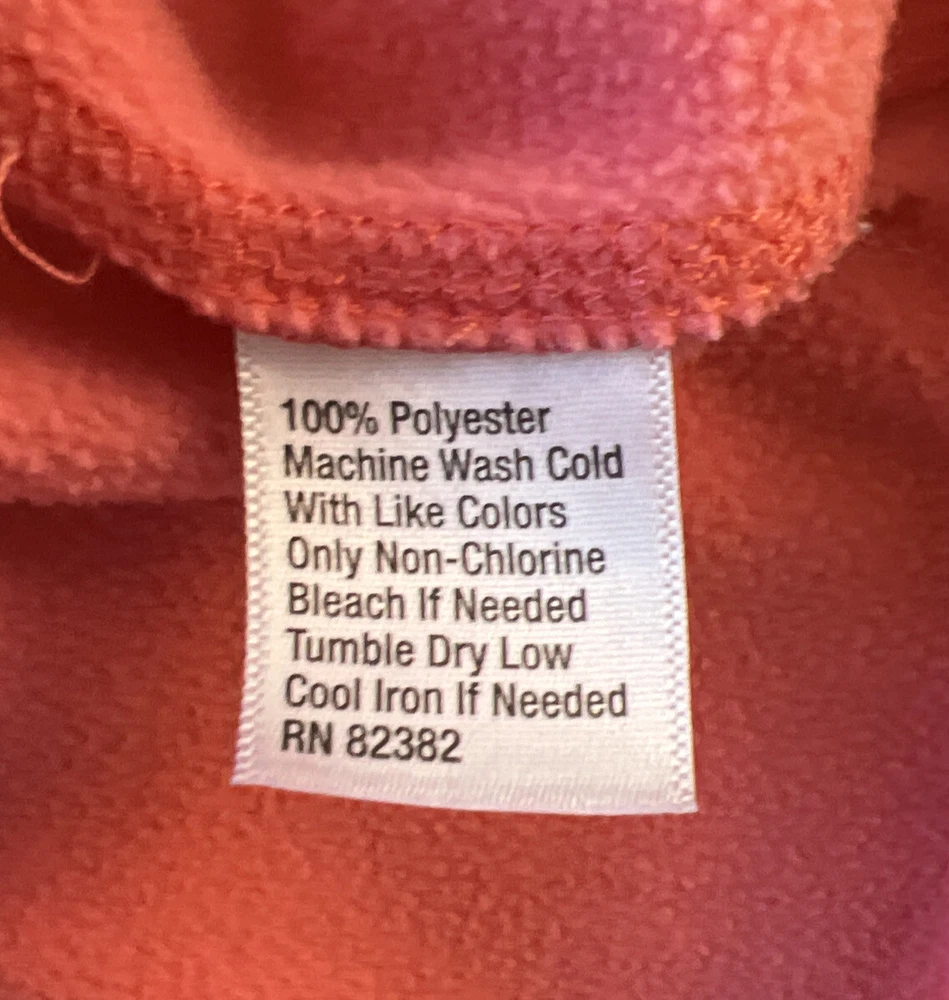 100% Polyester
Machine Wash Cold
With Like Colors
Only Non-Chlorine
Bleach If Needed
Tumble Dry Low
Cool Iron If Needed
RN 82382